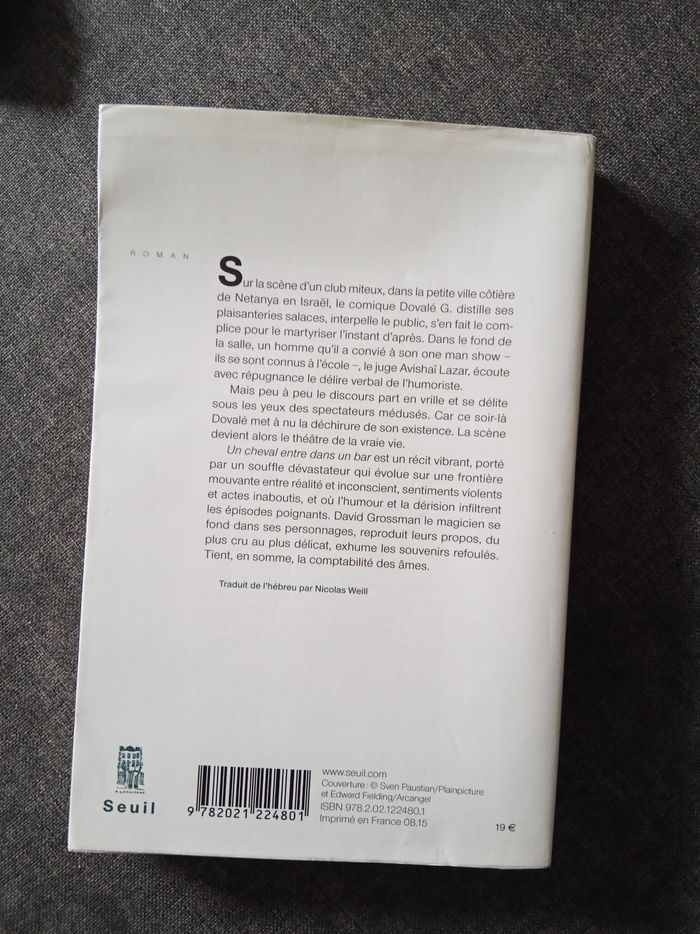 ROMAN
Sur la scène d'un club miteux, dans la petite ville côtière
de Netanya en Israël, le comique Dovalé G. distille ses
plaisanteries salaces, interpelle le public, s'en fait le com-
plice pour le martyriser l'instant d'après. Dans le fond de
la salle, un homme qu'il a convié à son one man show –
ils se sont connus à l'école –, le juge Avishaï Lazar, écoute
avec répugnance le délire verbal de l'humoriste.
Mais peu à peu le discours part en vrille et se délite
sous les yeux des spectateurs médusés. Car ce soir-là
Dovalé met à nu la déchirure de son existence. La scène
devient alors le théâtre de la vraie vie.
Un cheval entre dans un bar est un récit vibrant, porté
par un souffle dévastateur qui évolue sur une frontière
mouvante entre réalité et inconscient, sentiments violents
et actes inaboutis, et où l'humour et la dérision infiltrent
les épisodes poignants. David Grossman le magicien se
fond dans ses personnages, reproduit leurs propos, du
plus cru au plus délicat, exhume les souvenirs refoulés.
Tient, en somme, la comptabilité des âmes.
Traduit de l'hébreu par Nicolas Weill
Seuil
9 782021 224801
www.seuil.com
Couverture : © Sven Paustian/Plainpicture
et Edward Fielding/Arcangel
ISBN 978.2.02.122480.1
Imprimé en France 08.15
19 €